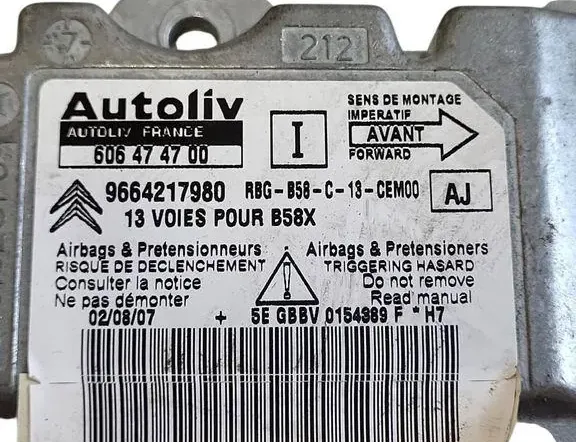 212
Autoliv
AUTOLIV FRANCE
606 47 47 00
I
SENS DE MONTAGE
IMPERATIF
AVANT
FORWARD
9664217980 RBG-B58-C-13-CEM00 AJ
13 VOIES POUR B58X
Airbags & Pretensionneurs
RISQUE DE DECLENCHEMENT
Consulter la notice
Ne pas démonter
Airbags & Pretensioners
TRIGGERING HASARD
Do not remove
Read manual
02/08/07 + 5E GBBV 0154989 F * H7